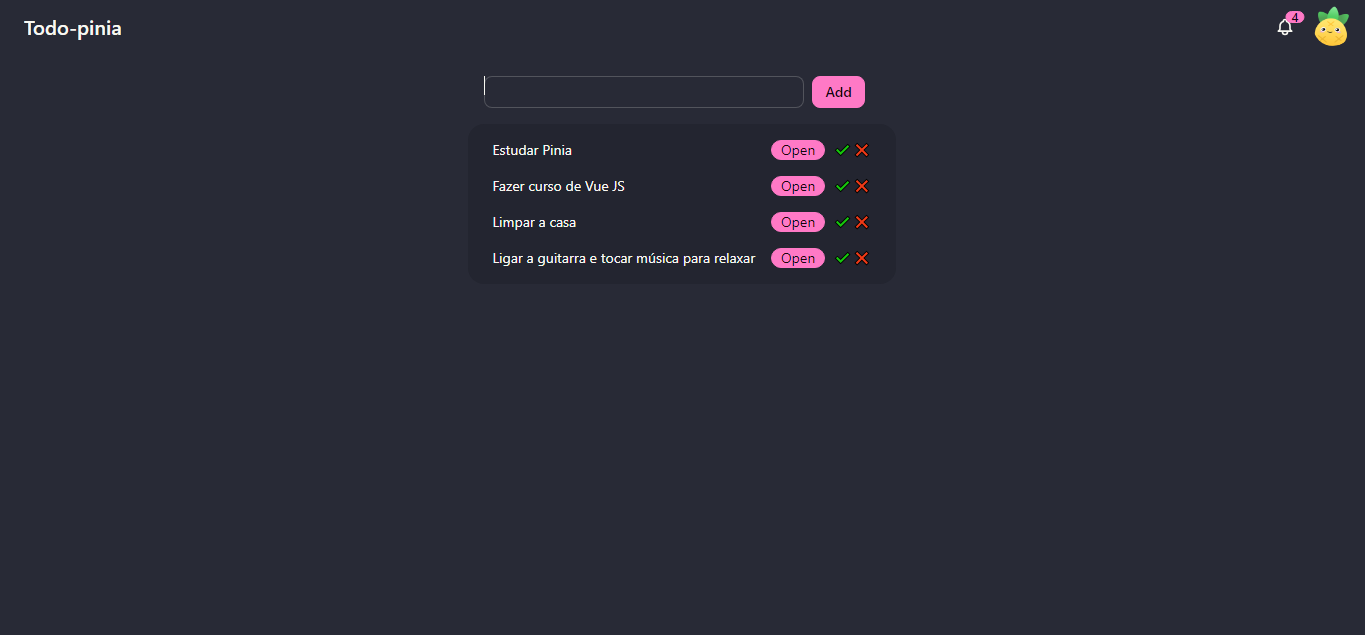 Todo-pinia
4
Add
Estudar Pinia Open
Fazer curso de Vue JS Open
Limpar a casa Open
Ligar a guitarra e tocar música para relaxar Open